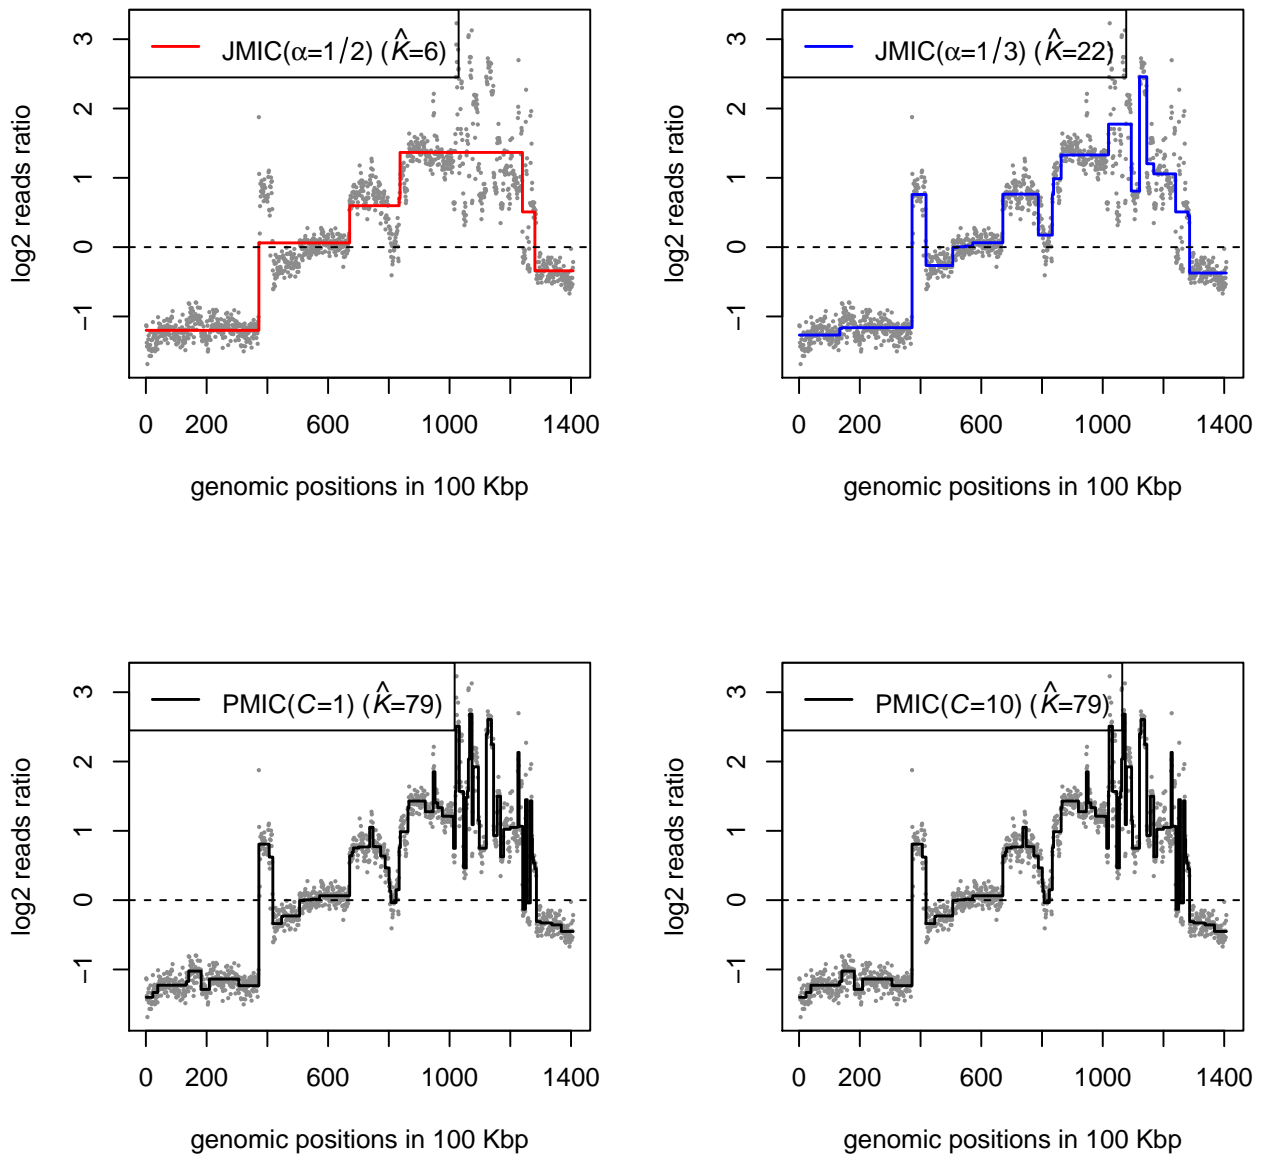 JMIC(α=1/2) (K̂=6)
3
2
1
0
−1
log2 reads ratio
0 200 600 1000 1400
genomic positions in 100 Kbp
JMIC(α=1/3) (K̂=22)
3
2
1
0
−1
log2 reads ratio
0 200 600 1000 1400
genomic positions in 100 Kbp
PMIC(C=1) (K̂=79)
3
2
1
0
−1
log2 reads ratio
0 200 600 1000 1400
genomic positions in 100 Kbp
PMIC(C=10) (K̂=79)
3
2
1
0
−1
log2 reads ratio
0 200 600 1000 1400
genomic positions in 100 Kbp